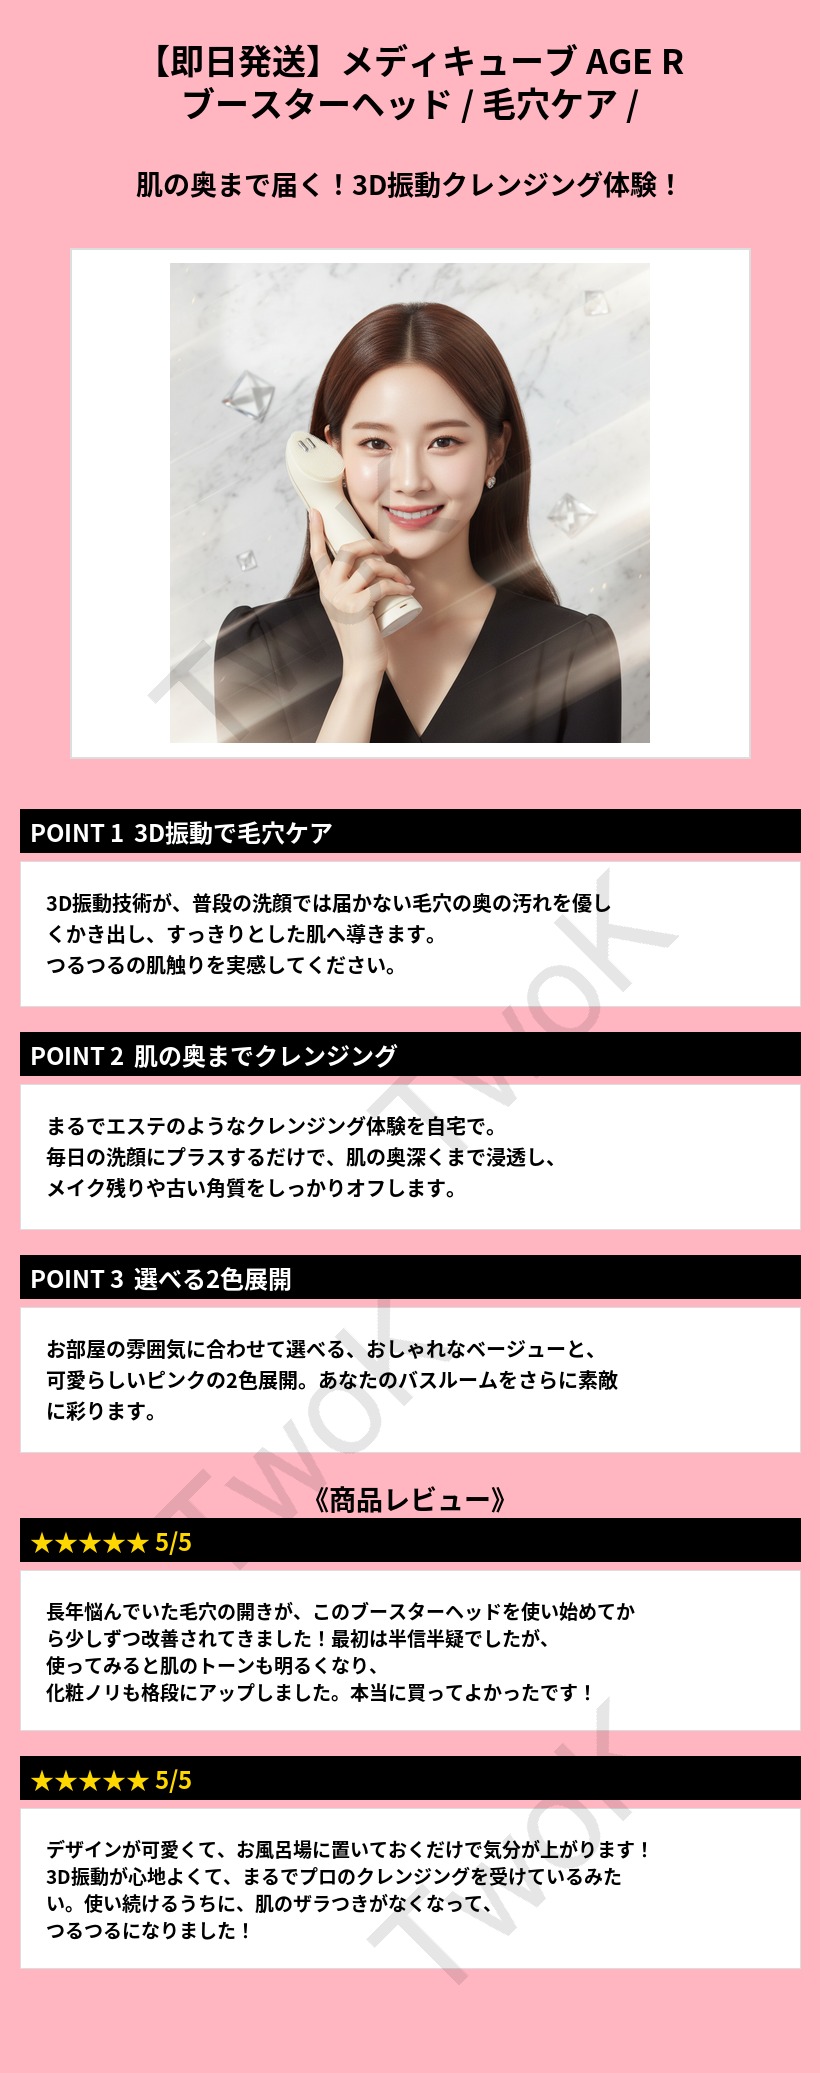 【即日発送】メディキューブ AGE R
ブースターヘッド / 毛穴ケア /
肌の奥まで届く！3D振動クレンジング体験！
POINT 1 3D振動で毛穴ケア
3D振動技術が、普段の洗顔では届かない毛穴の奥の汚れを優し
くかき出し、すっきりとした肌へ導きます。
つるつるの肌触りを実感してください。
POINT 2 肌の奥までクレンジング
まるでエステのようなクレンジング体験を自宅で。
毎日の洗顔にプラスするだけで、肌の奥深くまで浸透し、
メイク残りや古い角質をしっかりオフします。
POINT 3 選べる2色展開
お部屋の雰囲気に合わせて選べる、おしゃれなベージューと、
可愛らしいピンクの2色展開。あなたのバスルームをさらに素敵
に彩ります。
《商品レビュー》
★★★★★ 5/5
長年悩んでいた毛穴の開きが、このブースターヘッドを使い始めてか
ら少しずつ改善されてきました！最初は半信半疑でしたが、
使ってみると肌のトーンも明るくなり、
化粧ノリも格段にアップしました。本当に買ってよかったです！
★★★★★ 5/5
デザインが可愛くて、お風呂場に置いておくだけで気分が上がります！
3D振動が心地よくて、まるでプロのクレンジングを受けているみた
い。使い続けるうちに、肌のザラつきがなくなって、
つるつるになりました！
TwoK
TwoK
TwoK
TwoK